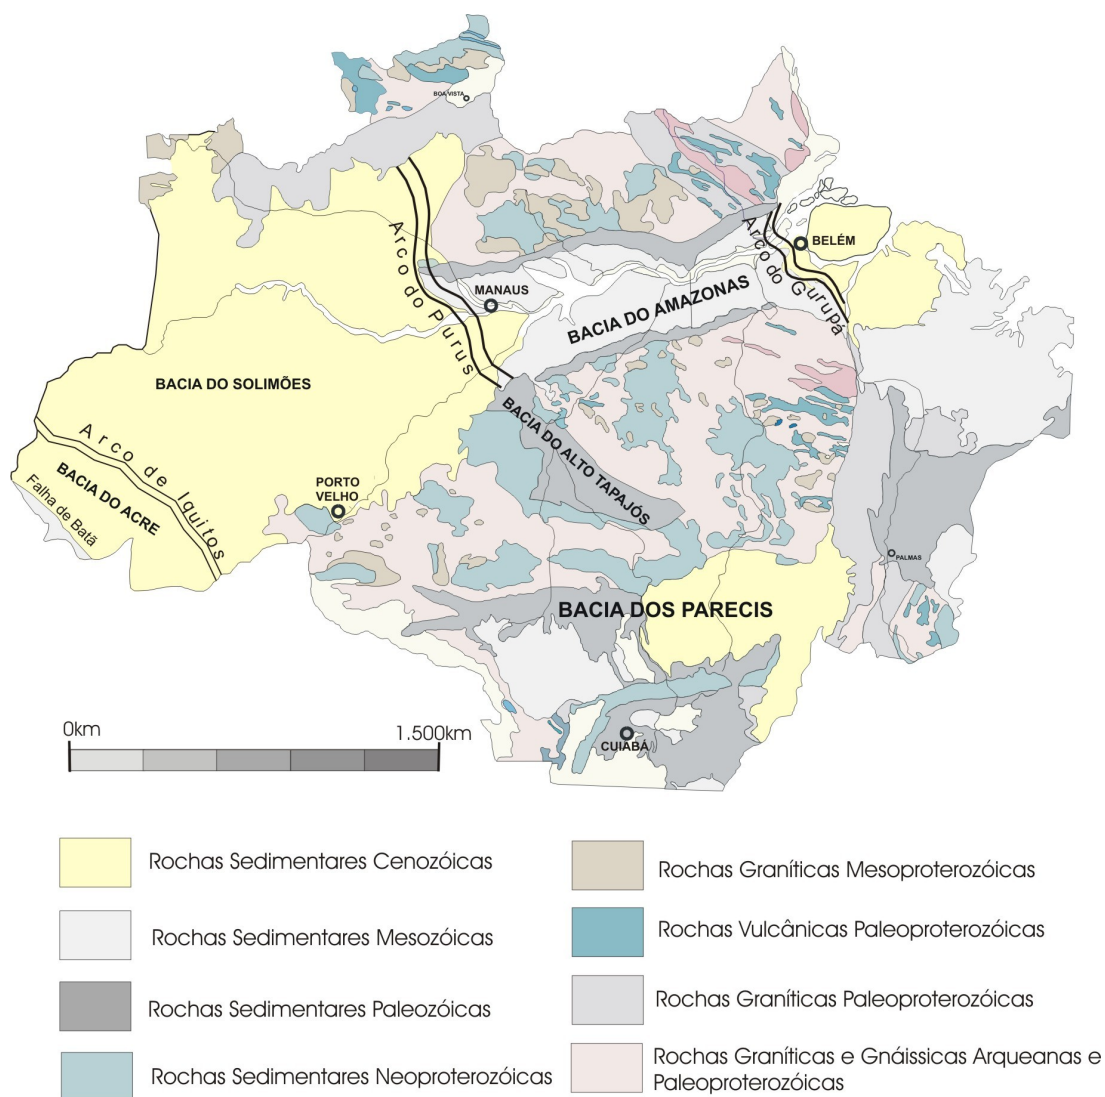 BOA VISTA
Arco do Purus
Arco do Gurupá
BELÉM
MANAUS
BACIA DO AMAZONAS
BACIA DO SOLIMÕES
BACIA DO ALTO TAPAJÓS
Arco de Iquitos
BACIA DO ACRE
Falha de Batã
PORTO
VELHO
PALMAS
BACIA DOS PARECIS
CUIABÁ
0km
1.500km
Rochas Sedimentares Cenozóicas
Rochas Sedimentares Mesozóicas
Rochas Sedimentares Paleozóicas
Rochas Sedimentares Neoproterozóicas
Rochas Graníticas Mesoproterozóicas
Rochas Vulcânicas Paleoproterozóicas
Rochas Graníticas Paleoproterozóicas
Rochas Graníticas e Gnáissicas Arqueanas e
Paleoproterozóicas